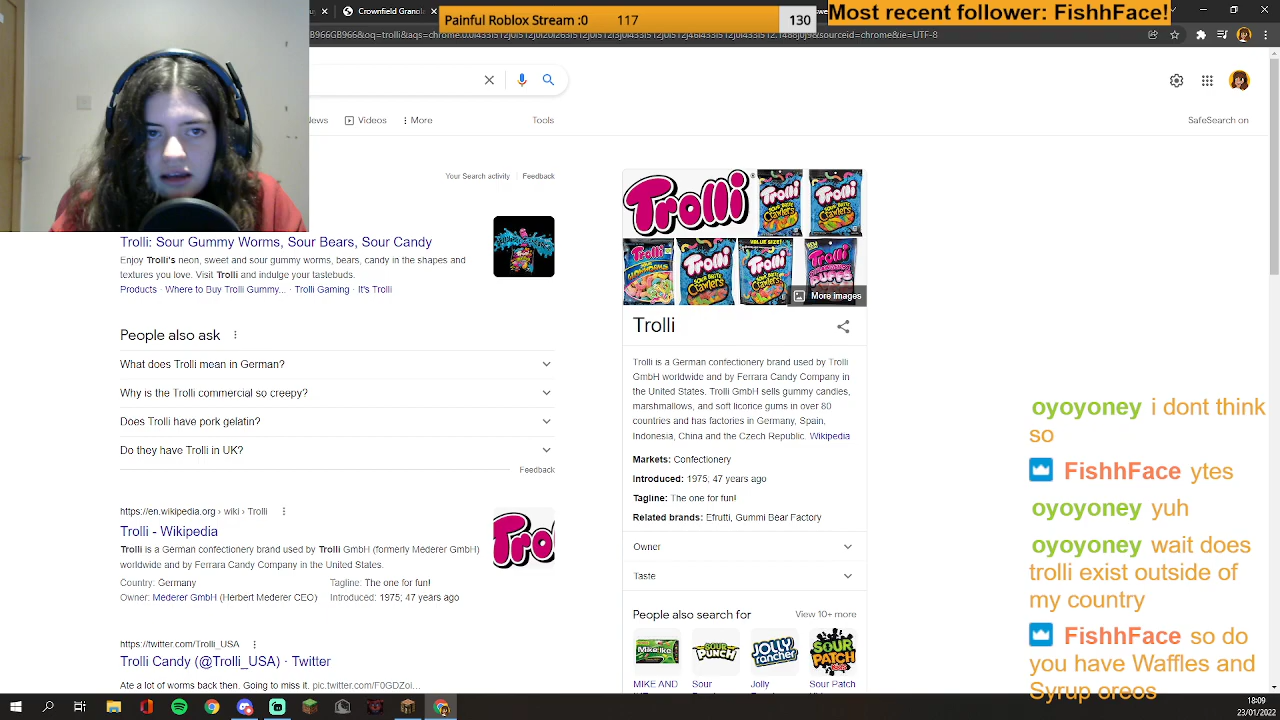 Painful Roblox Stream :0 117 130
Most recent follower: FishhFace!
Crowndl
News Videos More Tools
SafeSearch on
Your Search activity Feedback
Trolli: Sour Gummy Worms, Sour Bears, Sour Candy
Enjoy Trolli's neon, sweet and sour gummy worms, bears, candy in the shapes and
textures you love. Visit Trolli and indulge your tastebuds.
Products · Where to Buy Trolli Gummy... · Trolli Gaming · It's Trolli
People also ask
What does Trolli mean in German?
Why is the Trolli commercial so creepy?
Does Trolli have pork gelatin?
Do they have Trolli in UK?
Feedback
https://en.wikipedia.org › wiki › Trolli
Trolli - Wikipedia
Trolli is a German confectionery brand used by Trolli GmbH (formerly Mederer GmbH)
worldwide and by Ferrara Candy Company in the United States.
Country: Germany Tagline: The one for fun!
Owner: Mederer GmbH (Herbert Mederer CEO) Introduced: 1975, 47 years ago
https://twitter.com/Trolli_USA
Trolli Candy (@Trolli_USA) · Twitter
Ate a lot of worms back then. Going to miss it. pic.twitter.com/F0GDZoi...
Trolli
More images
Trolli
Trolli is a German confectionery brand used by Trolli
GmbH worldwide and by Ferrara Candy Company in
the United States. Trolli GmbH sells gummy candies,
marshmallows, and soft licorice gums in over 80
countries and has factories in Germany, Spain,
Indonesia, China and the Czech Republic. Wikipedia
Markets: Confectionery
Introduced: 1975, 47 years ago
Tagline: The one for fun!
Related brands: Efrutti, Gummi Bear Factory
Owner
Taste
People also search for View 10+ more
MIKE AND Sour Jolly Sour Patch
oyoyoney i dont think
so
FishhFace ytes
oyoyoney yuh
oyoyoney wait does
trolli exist outside of
my country
FishhFace so do
you have Waffles and
Syrup oreos
18:09
23/01/2022